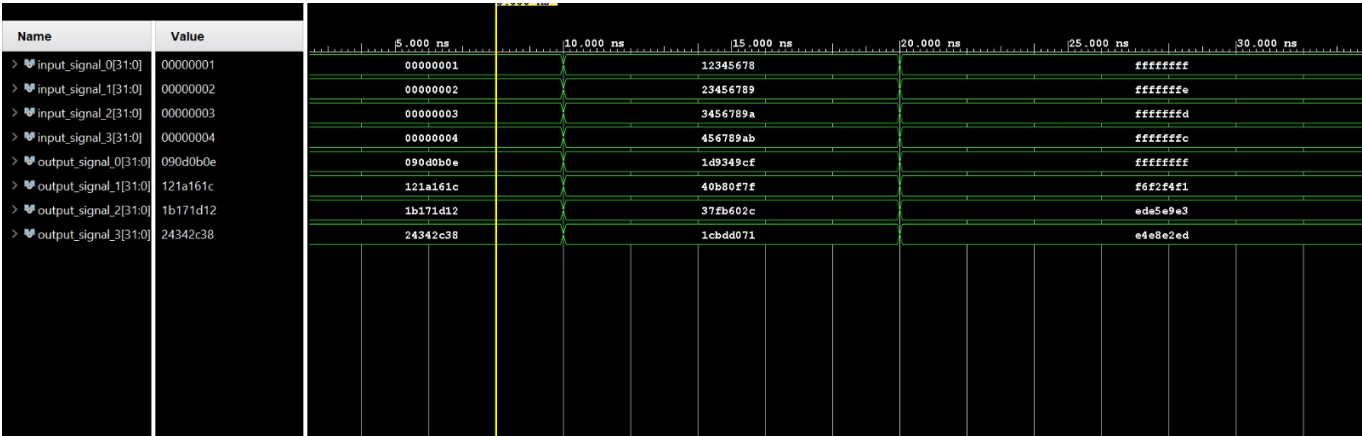 Name Value
5.000 ns 10.000 ns 15.000 ns 20.000 ns 25.000 ns 30.000 ns
input_signal_0[31:0] 00000001 00000001 12345678 ffffffff
input_signal_1[31:0] 00000002 00000002 23456789 fffffffe
input_signal_2[31:0] 00000003 00000003 3456789a fffffffd
input_signal_3[31:0] 00000004 00000004 456789ab fffffffc
output_signal_0[31:0] 090d0b0e 090d0b0e 1d9349cf ffffffff
output_signal_1[31:0] 121a161c 121a161c 40b80f7f f6f2f4f1
output_signal_2[31:0] 1b171d12 1b171d12 37fb602c ede5e9e3
output_signal_3[31:0] 24342c38 24342c38 1cbdd071 e4e8e2ed